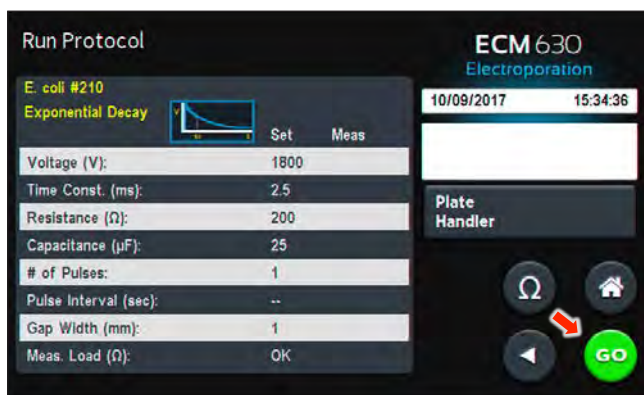 Run Protocol
ECM 630
Electroporation
E. coli #210
Exponential Decay
V
Set Meas
10/09/2017 15:34:36
Voltage (V): 1800
Time Const. (ms): 2.5
Resistance (Ω): 200
Capacitance (µF): 25
# of Pulses: 1
Pulse Interval (sec): --
Gap Width (mm): 1
Meas. Load (Ω): OK
Plate
Handler
Ω
GO